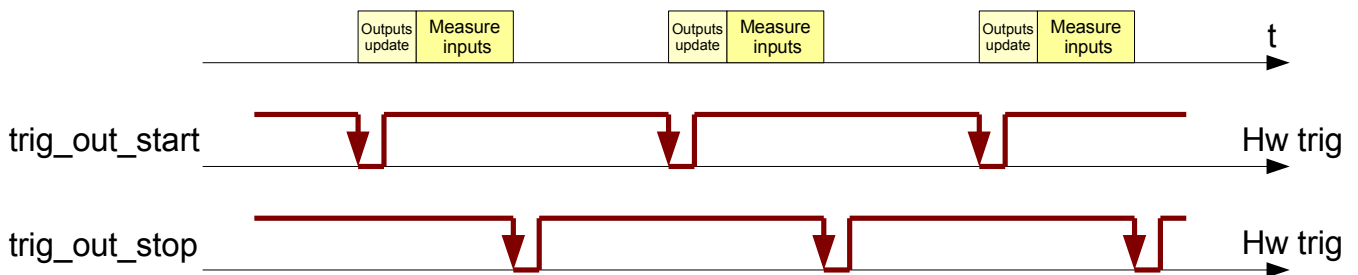 Outputs
update
Measure
inputs
Outputs
update
Measure
inputs
Outputs
update
Measure
inputs
t
trig_out_start
Hw trig
trig_out_stop
Hw trig